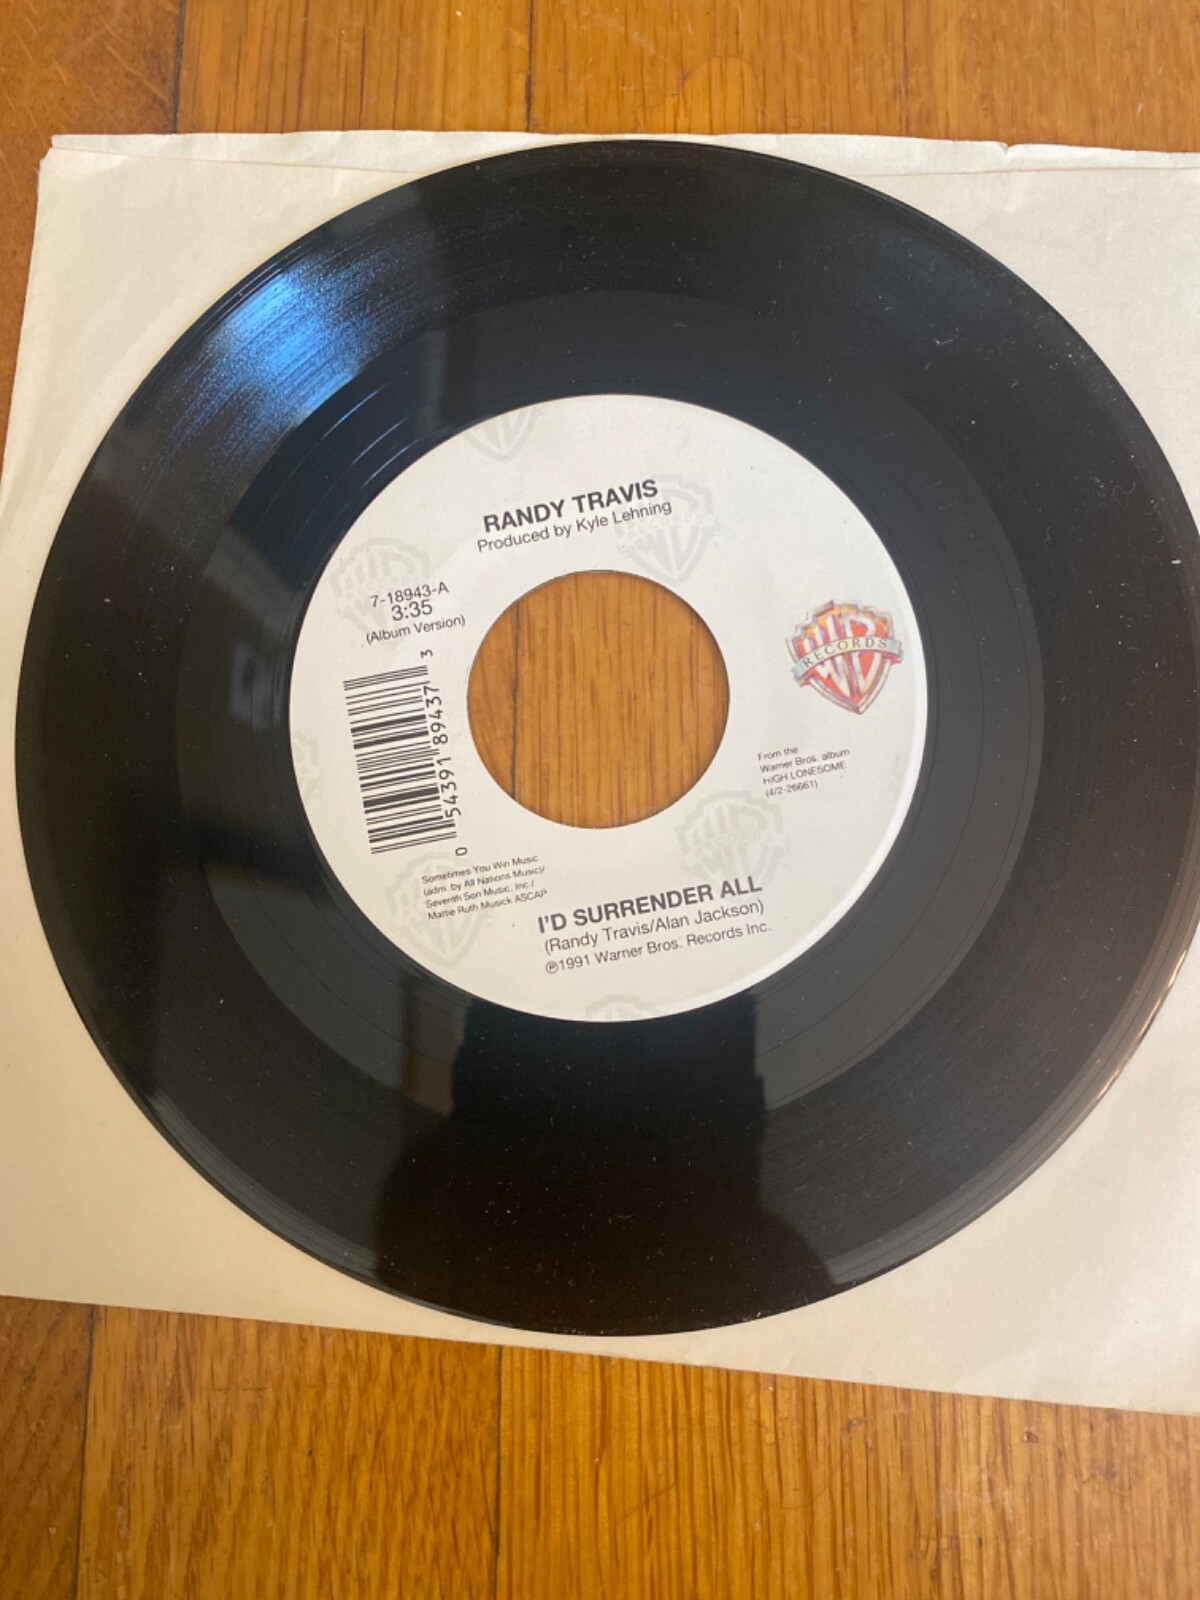 RANDY TRAVIS
Produced by Kyle Lehning
7-18943-A
3:35
(Album Version)
0 54391 89437 3
RECORDS
From the
Warner Bros. album
HIGH LONESOME
(4/2-26661)
Sometimes You Win Music
(adm. by All Nations Music)/
Seventh Son Music, Inc./
Mattie Ruth Musick ASCAP
I'D SURRENDER ALL
(Randy Travis/Alan Jackson)
℗1991 Warner Bros. Records Inc.